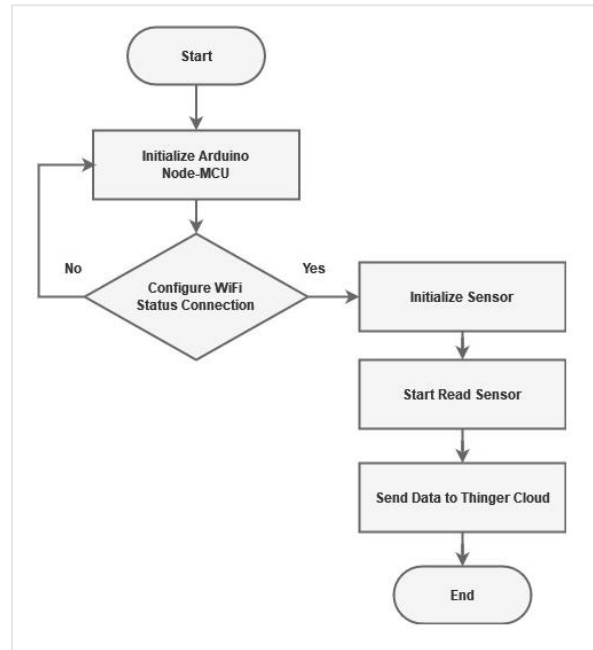 Start
Initialize Arduino
Node-MCU
No
Configure WiFi
Status Connection
Yes
Initialize Sensor
Start Read Sensor
Send Data to Thinger Cloud
End